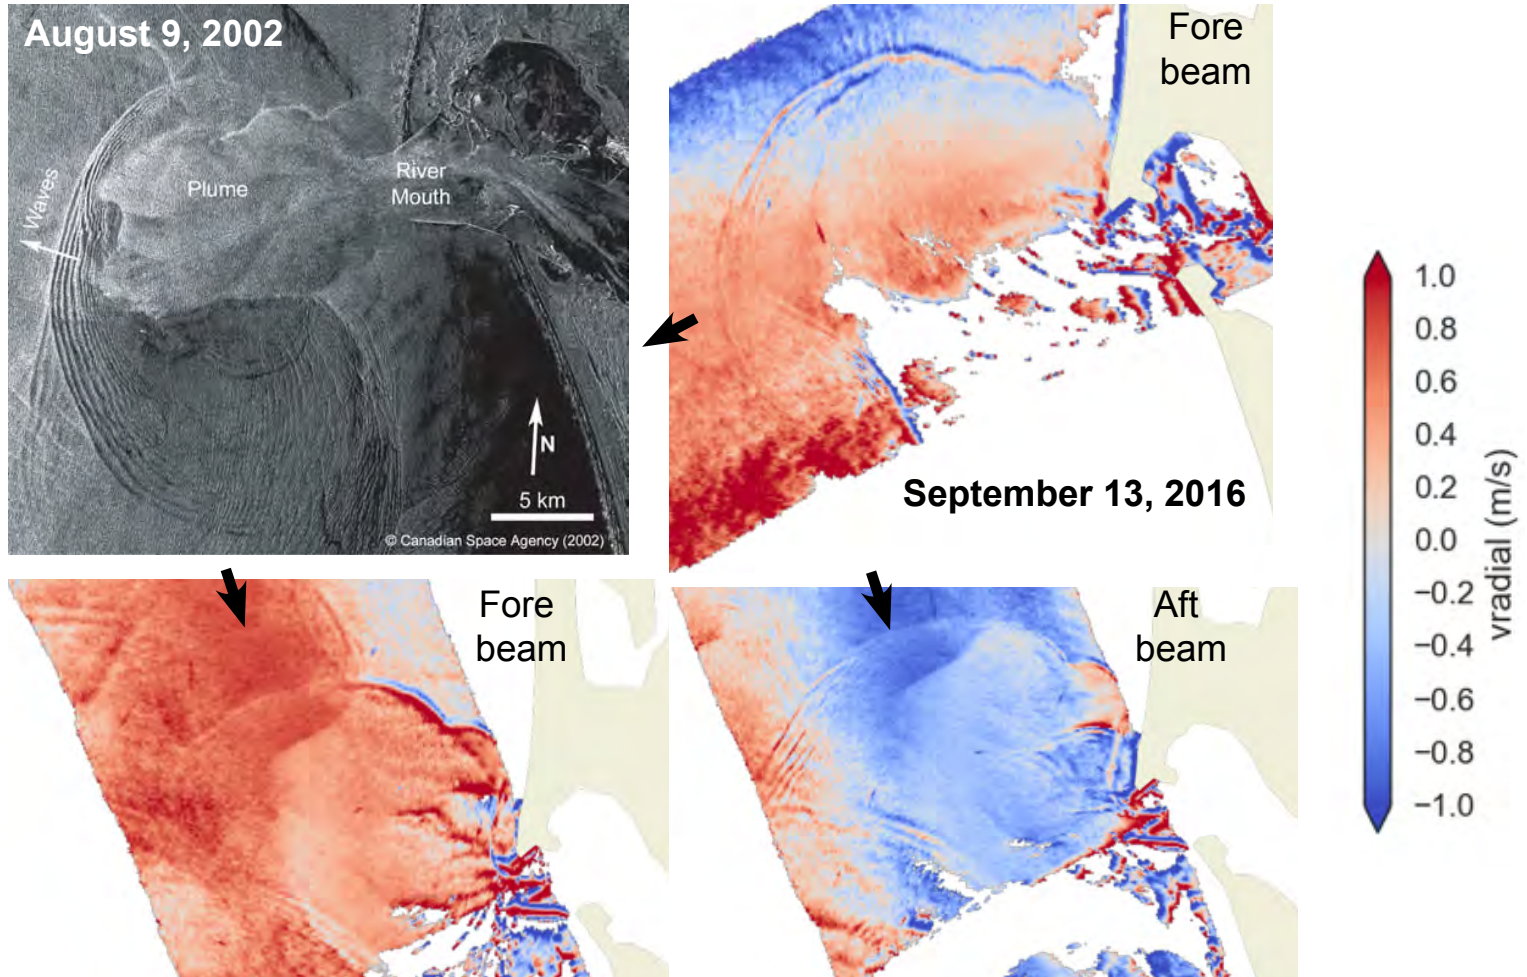 August 9, 2002
Waves
Plume
River
Mouth
N
5 km
© Canadian Space Agency (2002)
Fore
beam
September 13, 2016
Fore
beam
Aft
beam
1.0
0.8
0.6
0.4
0.2
0.0
−0.2
−0.4
−0.6
−0.8
−1.0
vradial (m/s)